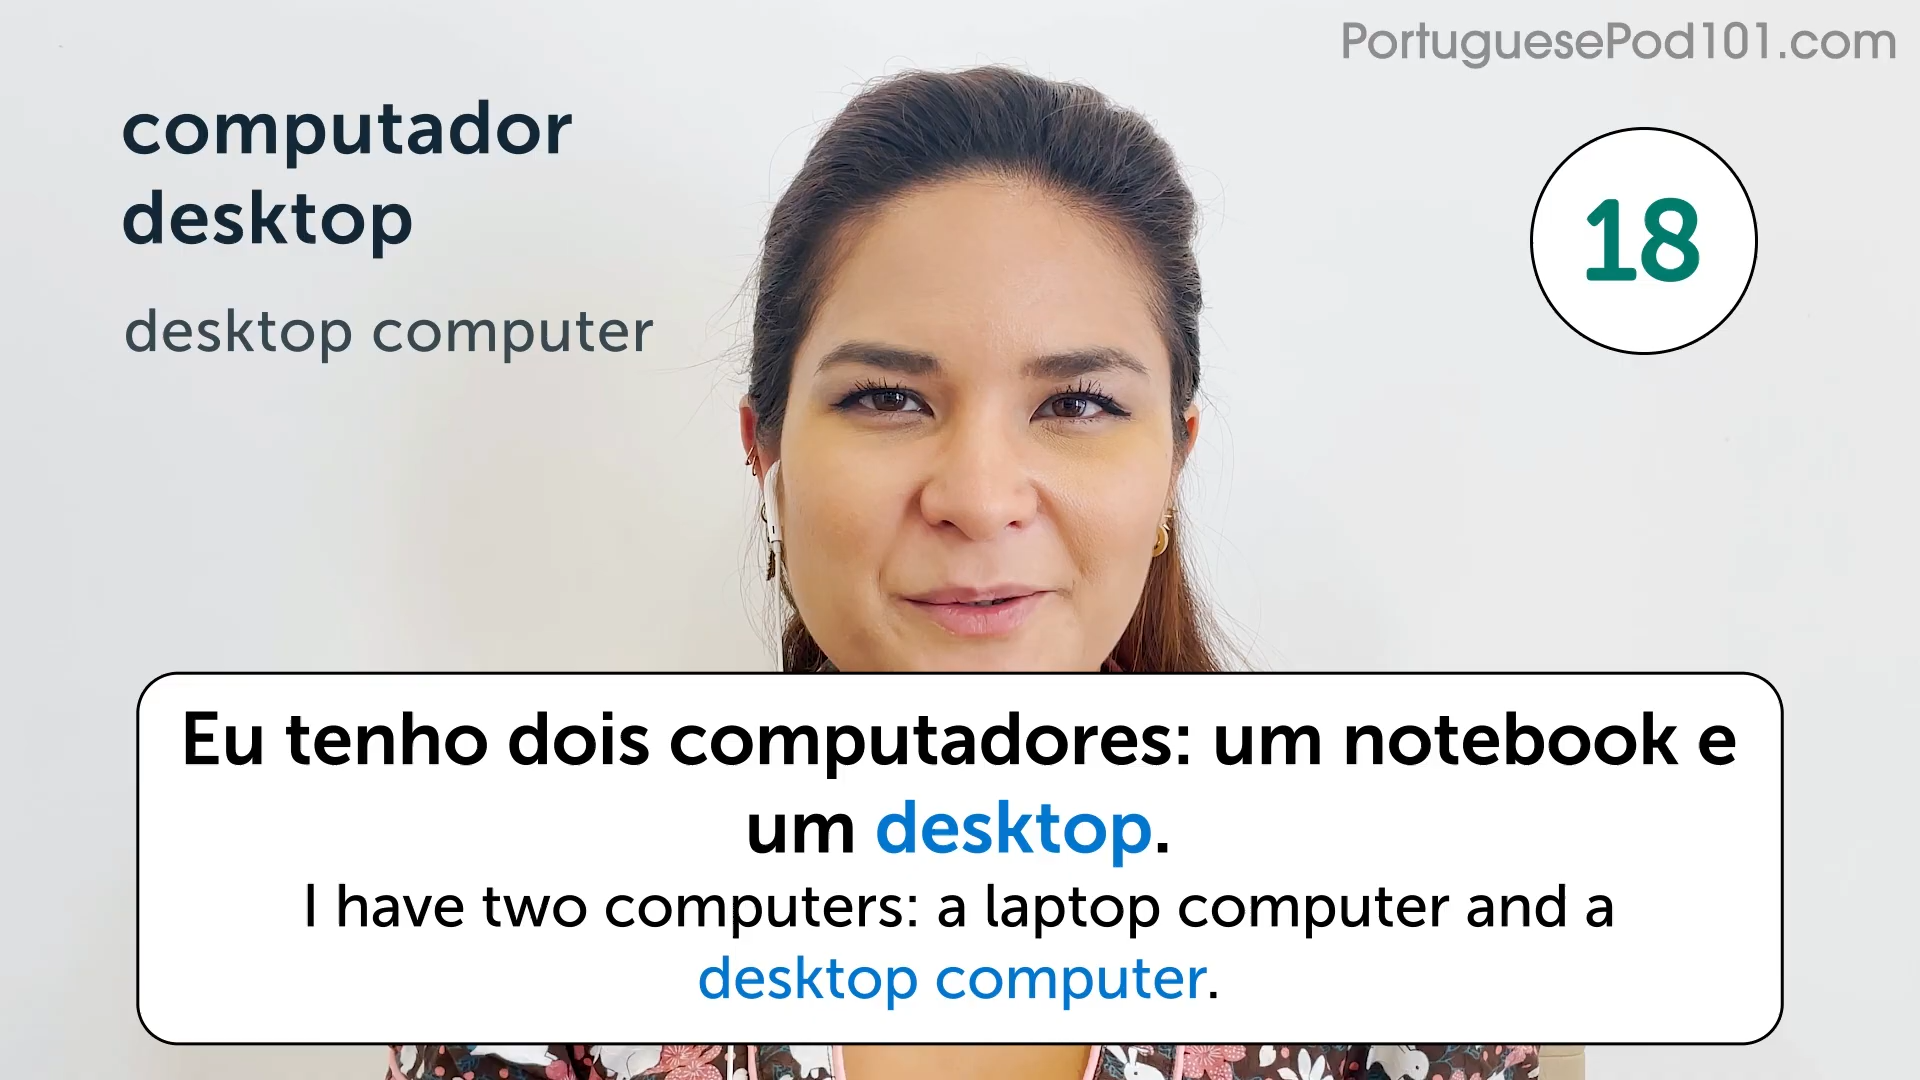 PortuguesePod101.com
computador
desktop
desktop computer
18
Eu tenho dois computadores: um notebook e
um desktop.
I have two computers: a laptop computer and a
desktop computer.